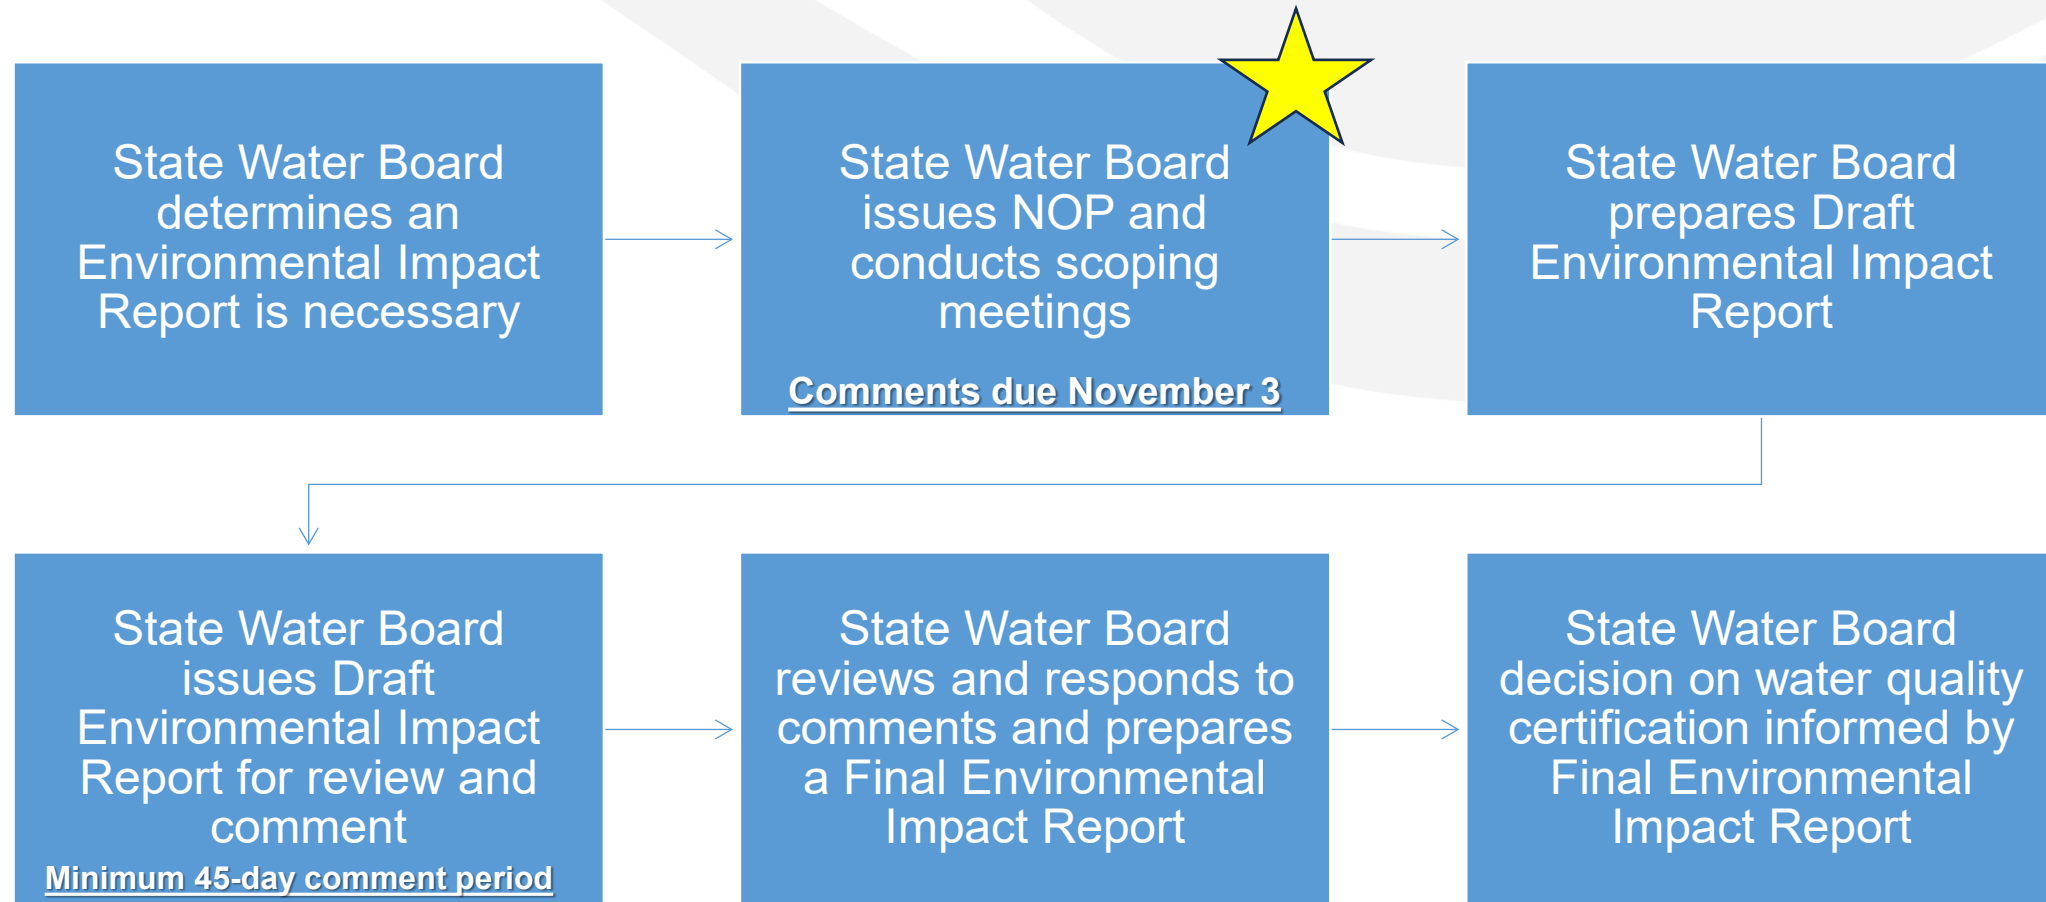 State Water Board
determines an
Environmental Impact
Report is necessary
State Water Board
issues NOP and
conducts scoping
meetings
Comments due November 3
State Water Board
prepares Draft
Environmental Impact
Report
State Water Board
issues Draft
Environmental Impact
Report for review and
comment
Minimum 45-day comment period
State Water Board
reviews and responds to
comments and prepares
a Final Environmental
Impact Report
State Water Board
decision on water quality
certification informed by
Final Environmental
Impact Report